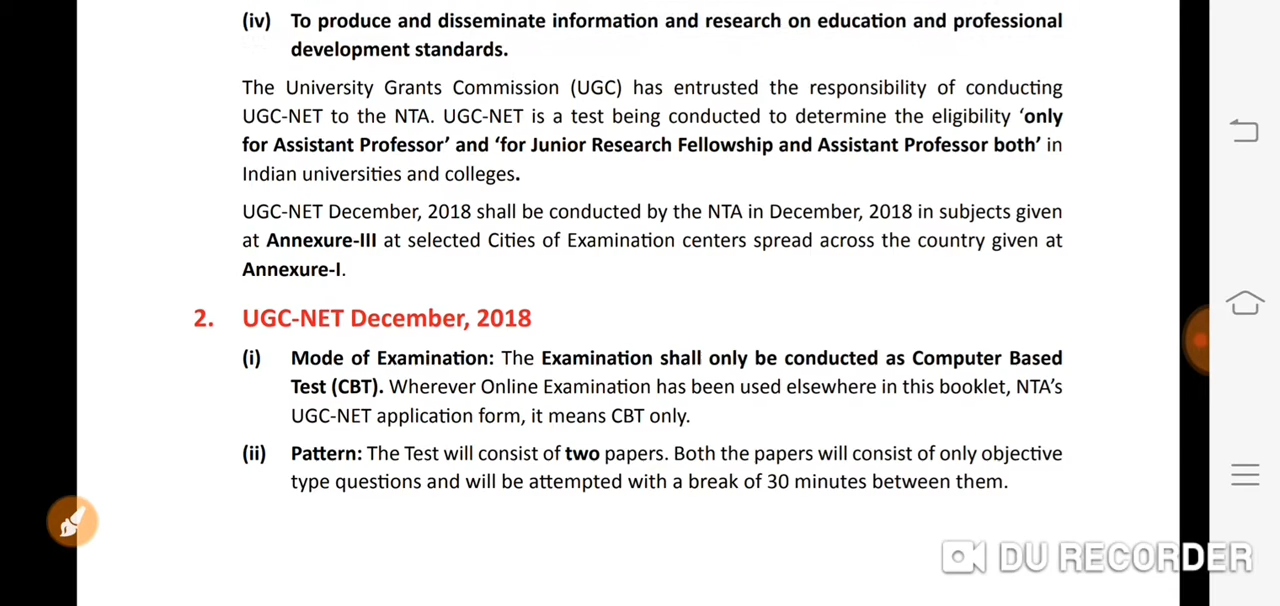 (iv) To produce and disseminate information and research on education and professional
development standards.
The University Grants Commission (UGC) has entrusted the responsibility of conducting
UGC-NET to the NTA. UGC-NET is a test being conducted to determine the eligibility ‘only
for Assistant Professor’ and ‘for Junior Research Fellowship and Assistant Professor both’ in
Indian universities and colleges.
UGC-NET December, 2018 shall be conducted by the NTA in December, 2018 in subjects given
at Annexure-III at selected Cities of Examination centers spread across the country given at
Annexure-I.
2. UGC-NET December, 2018
(i) Mode of Examination: The Examination shall only be conducted as Computer Based
Test (CBT). Wherever Online Examination has been used elsewhere in this booklet, NTA’s
UGC-NET application form, it means CBT only.
(ii) Pattern: The Test will consist of two papers. Both the papers will consist of only objective
type questions and will be attempted with a break of 30 minutes between them.
DU RECORDER